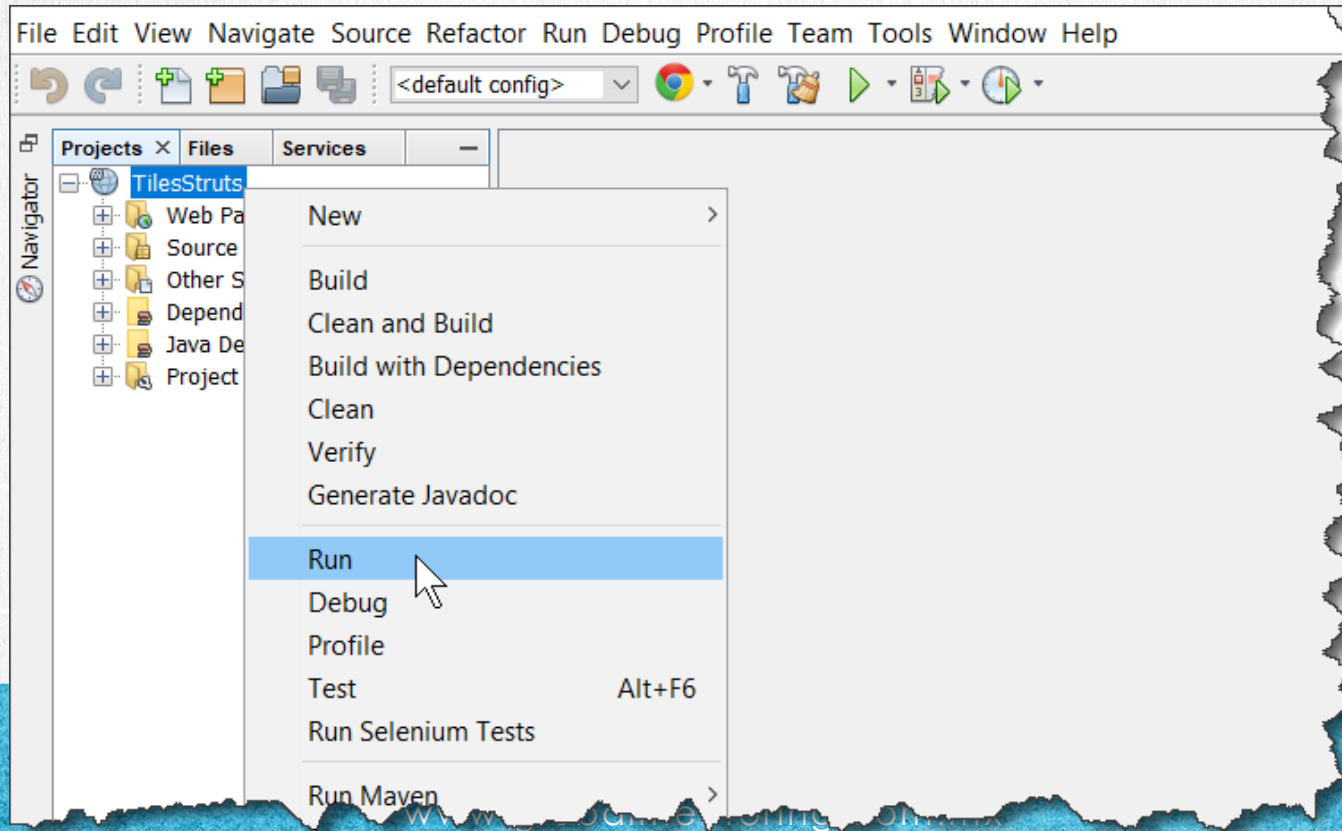 File Edit View Navigate Source Refactor Run Debug Profile Team Tools Window Help
<default config>
Projects Files Services
Navigator
TilesStruts
Web Pa
Source
Other S
Depend
Java De
Project
New
Build
Clean and Build
Build with Dependencies
Clean
Verify
Generate Javadoc
Run
Debug
Profile
Test Alt+F6
Run Selenium Tests
Run Maven